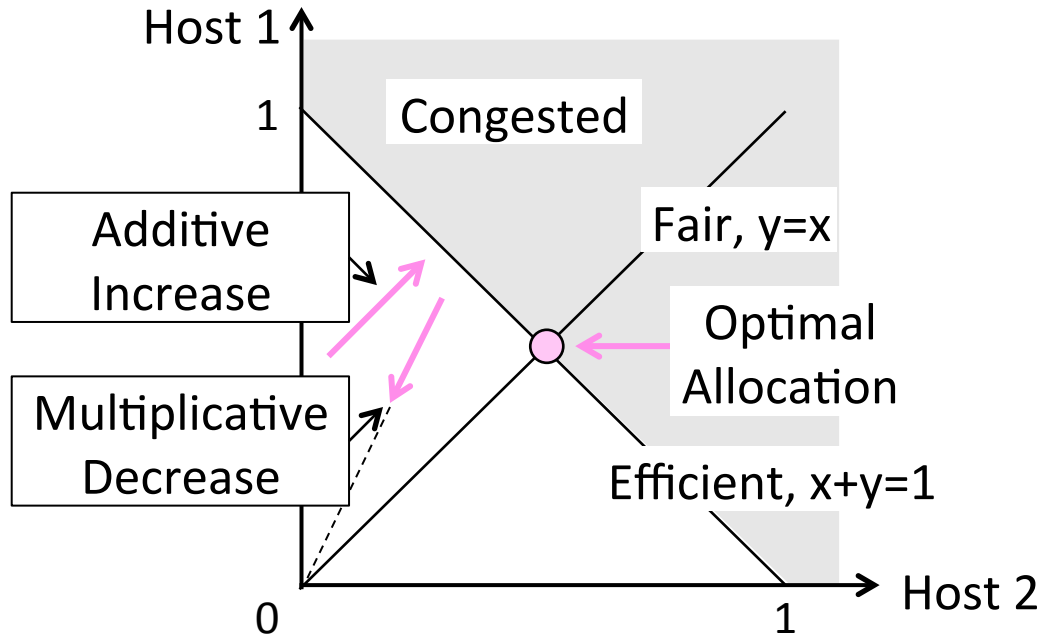 Host 1
1
Congested
Additive
Increase
Fair, y=x
Optimal
Allocation
Multiplicative
Decrease
Efficient, x+y=1
0
1
Host 2